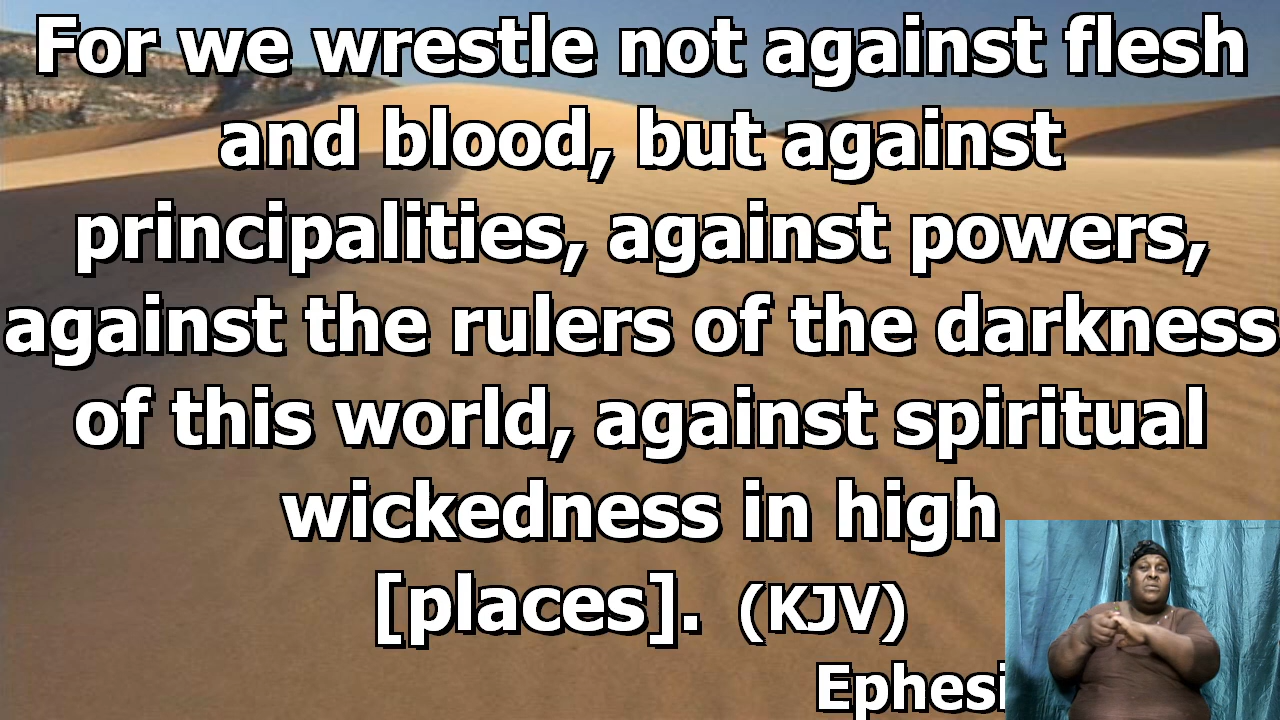 For we wrestle not against flesh
and blood, but against
principalities, against powers,
against the rulers of the darkness
of this world, against spiritual
wickedness in high
[places]. (KJV)
Ephesi